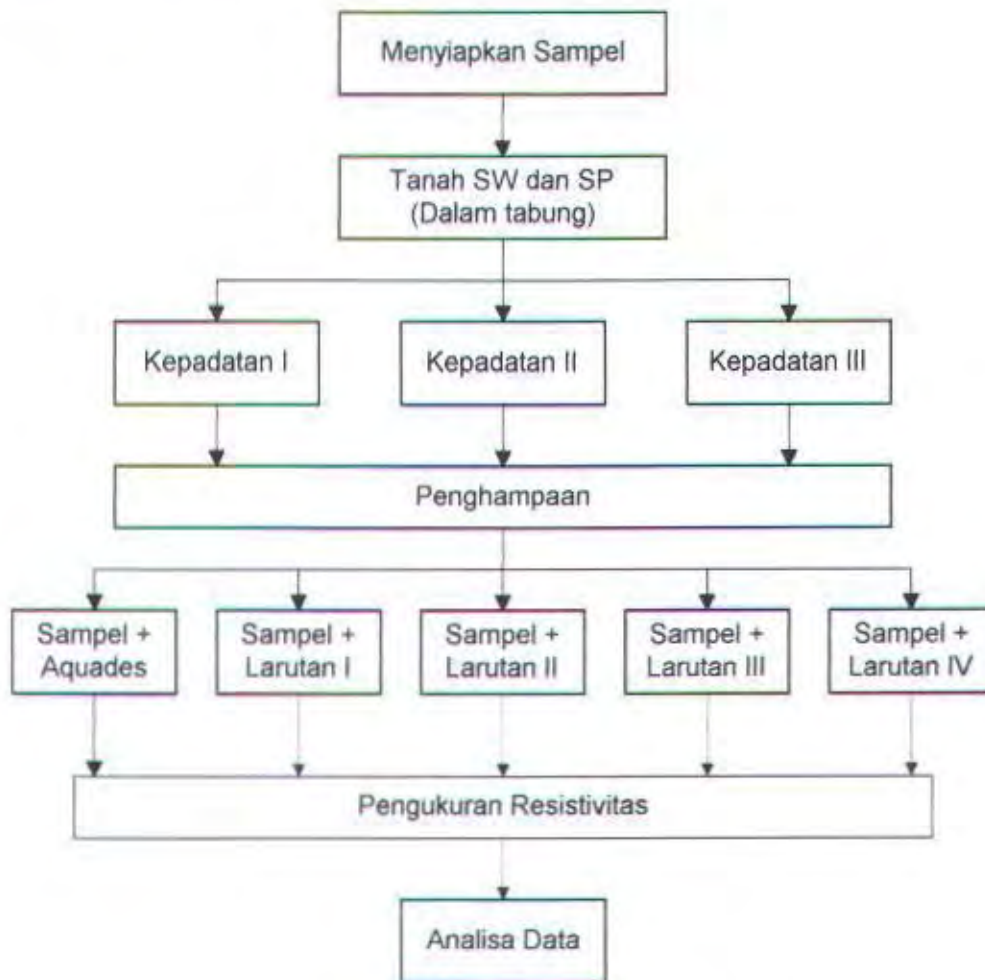 Menyiapkan Sampel
Tanah SW dan SP
(Dalam tabung)
Kepadatan I
Kepadatan II
Kepadatan III
Penghampaan
Sampel +
Aquades
Sampel +
Larutan I
Sampel +
Larutan II
Sampel +
Larutan III
Sampel +
Larutan IV
Pengukuran Resistivitas
Analisa Data